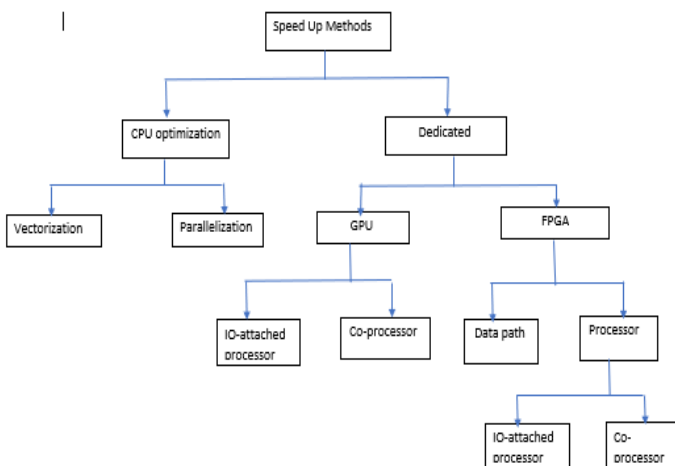 Speed Up Methods
CPU optimization
Dedicated
Vectorization
Parallelization
GPU
FPGA
IO-attached
processor
Co-processor
Data path
Processor
IO-attached
processor
Co-
processor